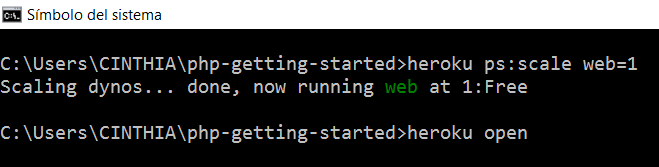 Símbolo del sistema
C:\Users\CINTHIA\php-getting-started>heroku ps:scale web=1
Scaling dynos... done, now running web at 1:Free
C:\Users\CINTHIA\php-getting-started>heroku open